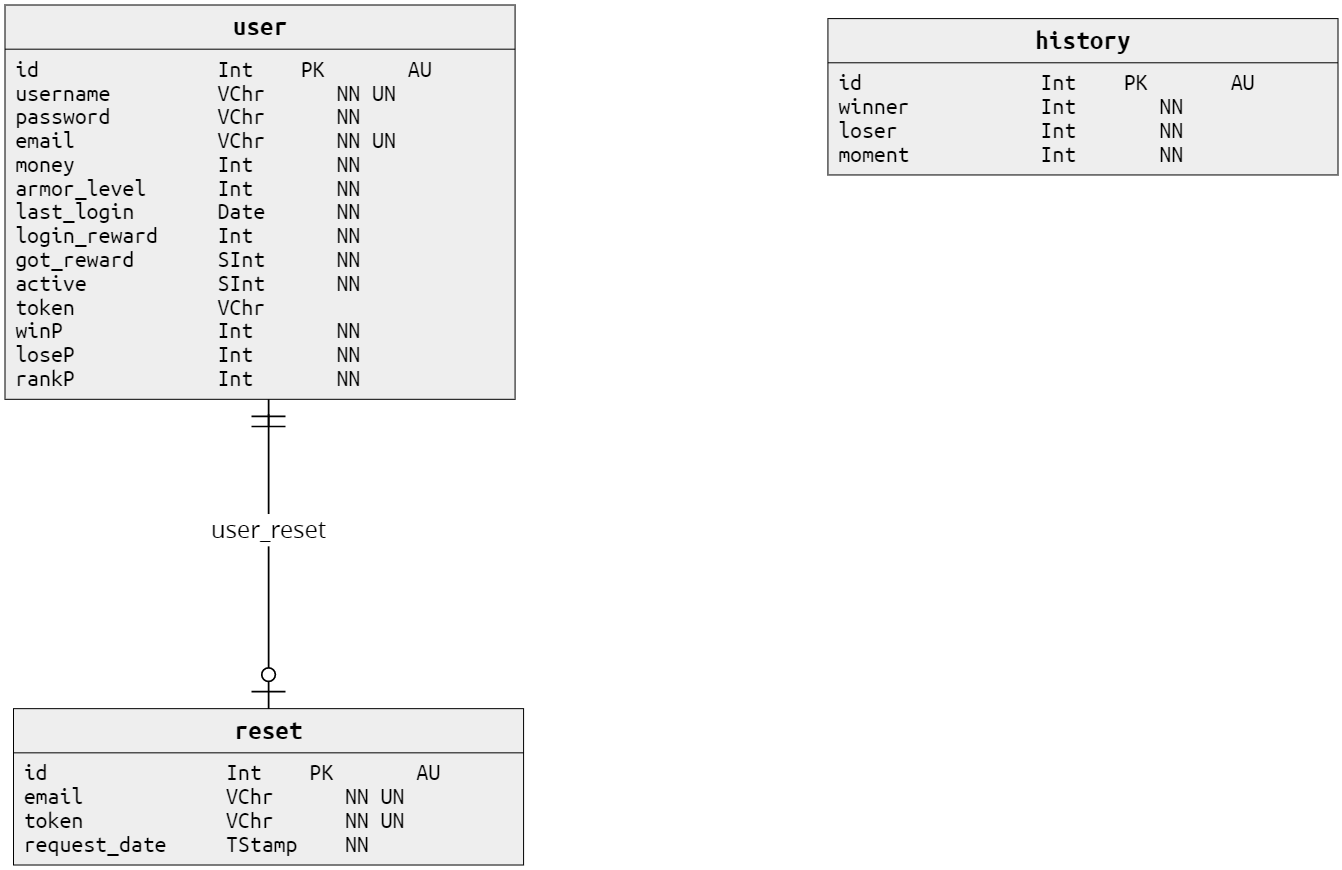 user
id Int PK AU
username VChr NN UN
password VChr NN
email VChr NN UN
money Int NN
armor_level Int NN
last_login Date NN
login_reward Int NN
got_reward SInt NN
active SInt NN
token VChr
winP Int NN
loseP Int NN
rankP Int NN
history
id Int PK AU
winner Int NN
loser Int NN
moment Int NN
user_reset
reset
id Int PK AU
email VChr NN UN
token VChr NN UN
request_date TStamp NN